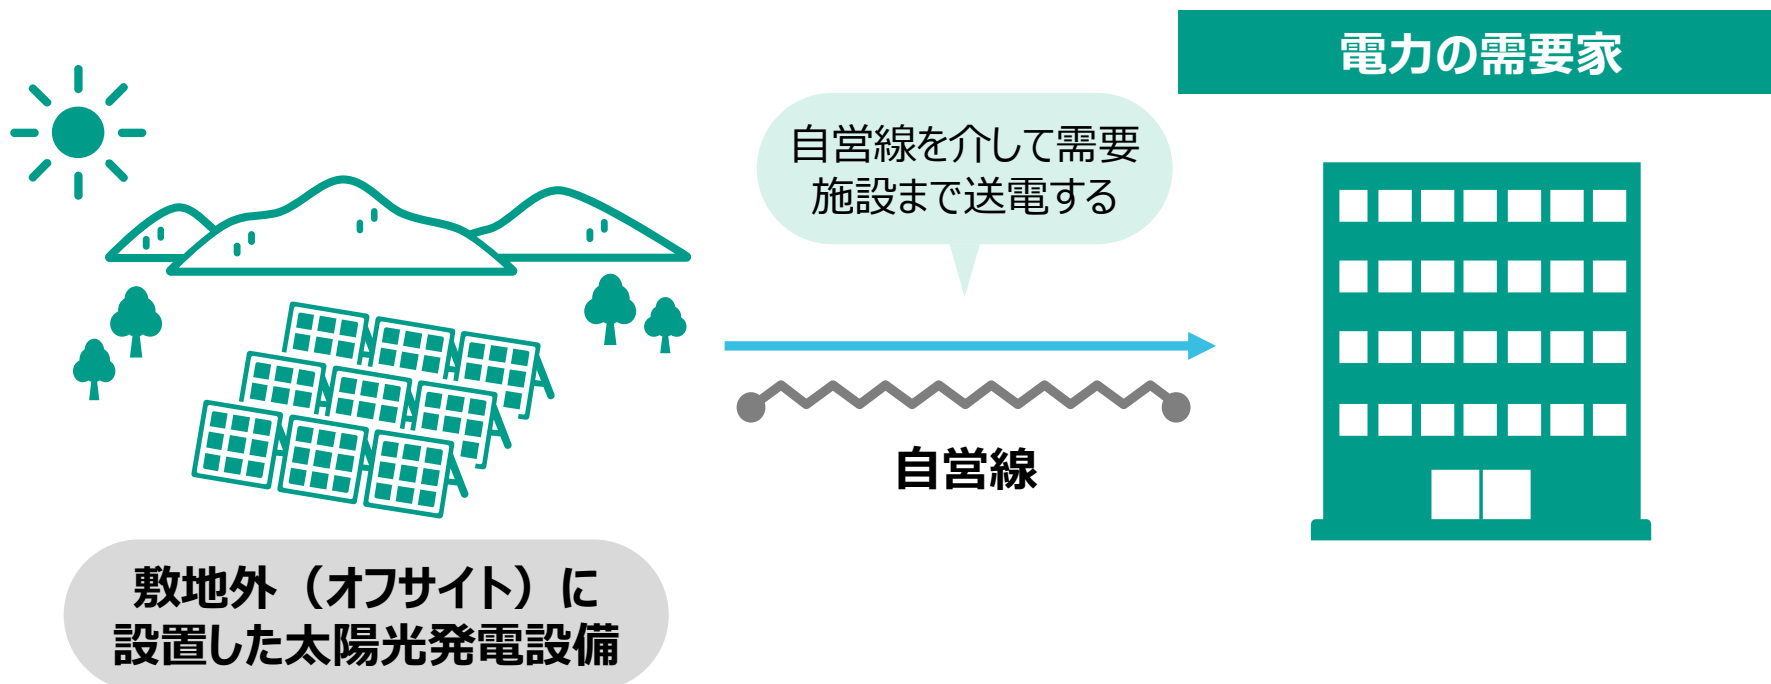 電力の需要家
自営線を介して需要
施設まで送電する
自営線
敷地外（オフサイト）に
設置した太陽光発電設備